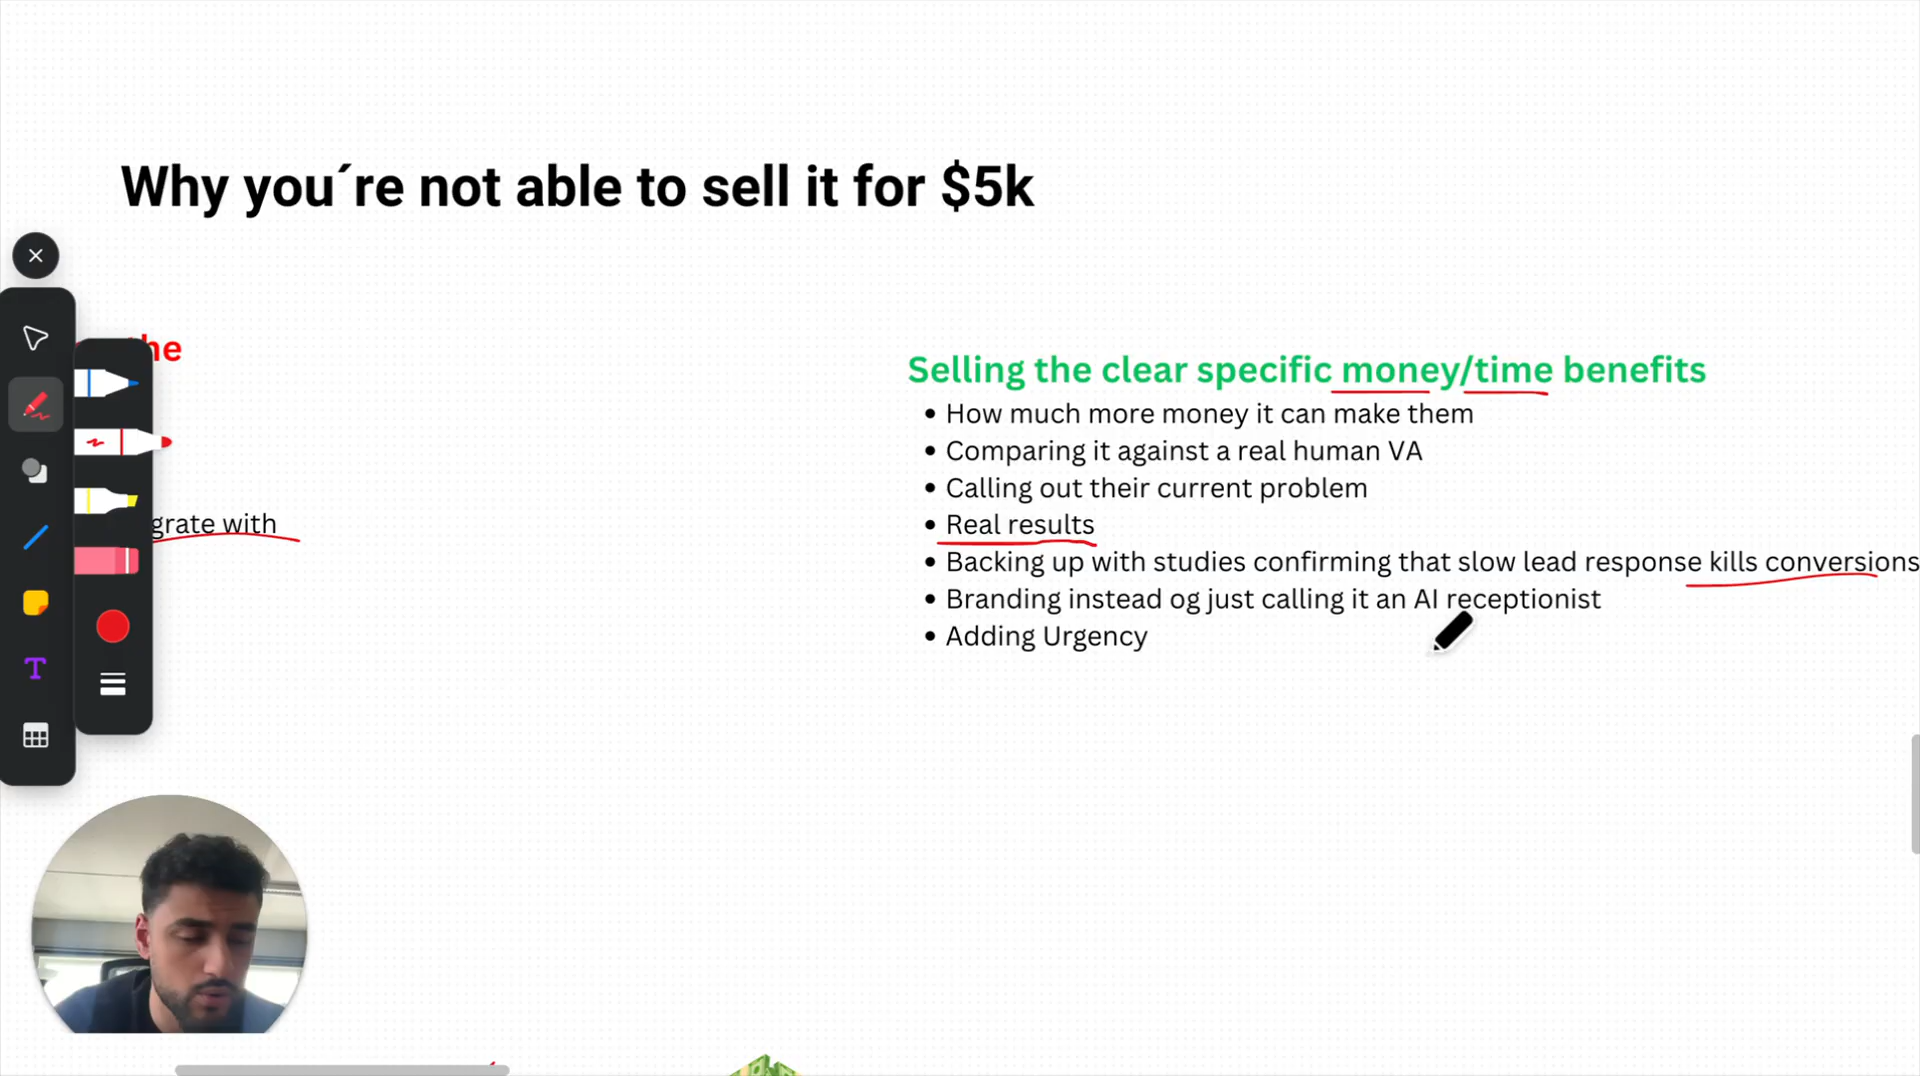 Why you´re not able to sell it for $5k
he
grate with
Selling the clear specific money/time benefits
• How much more money it can make them
• Comparing it against a real human VA
• Calling out their current problem
• Real results
• Backing up with studies confirming that slow lead response kills conversions
• Branding instead og just calling it an AI receptionist
• Adding Urgency